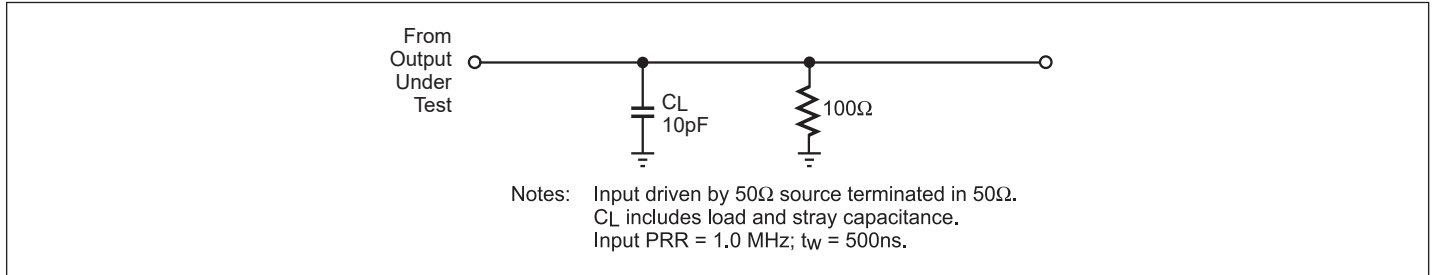 From
Output
Under
Test
CL
10pF
100Ω
Notes: Input driven by 50Ω source terminated in 50Ω.
CL includes load and stray capacitance.
Input PRR = 1.0 MHz; tW = 500ns.